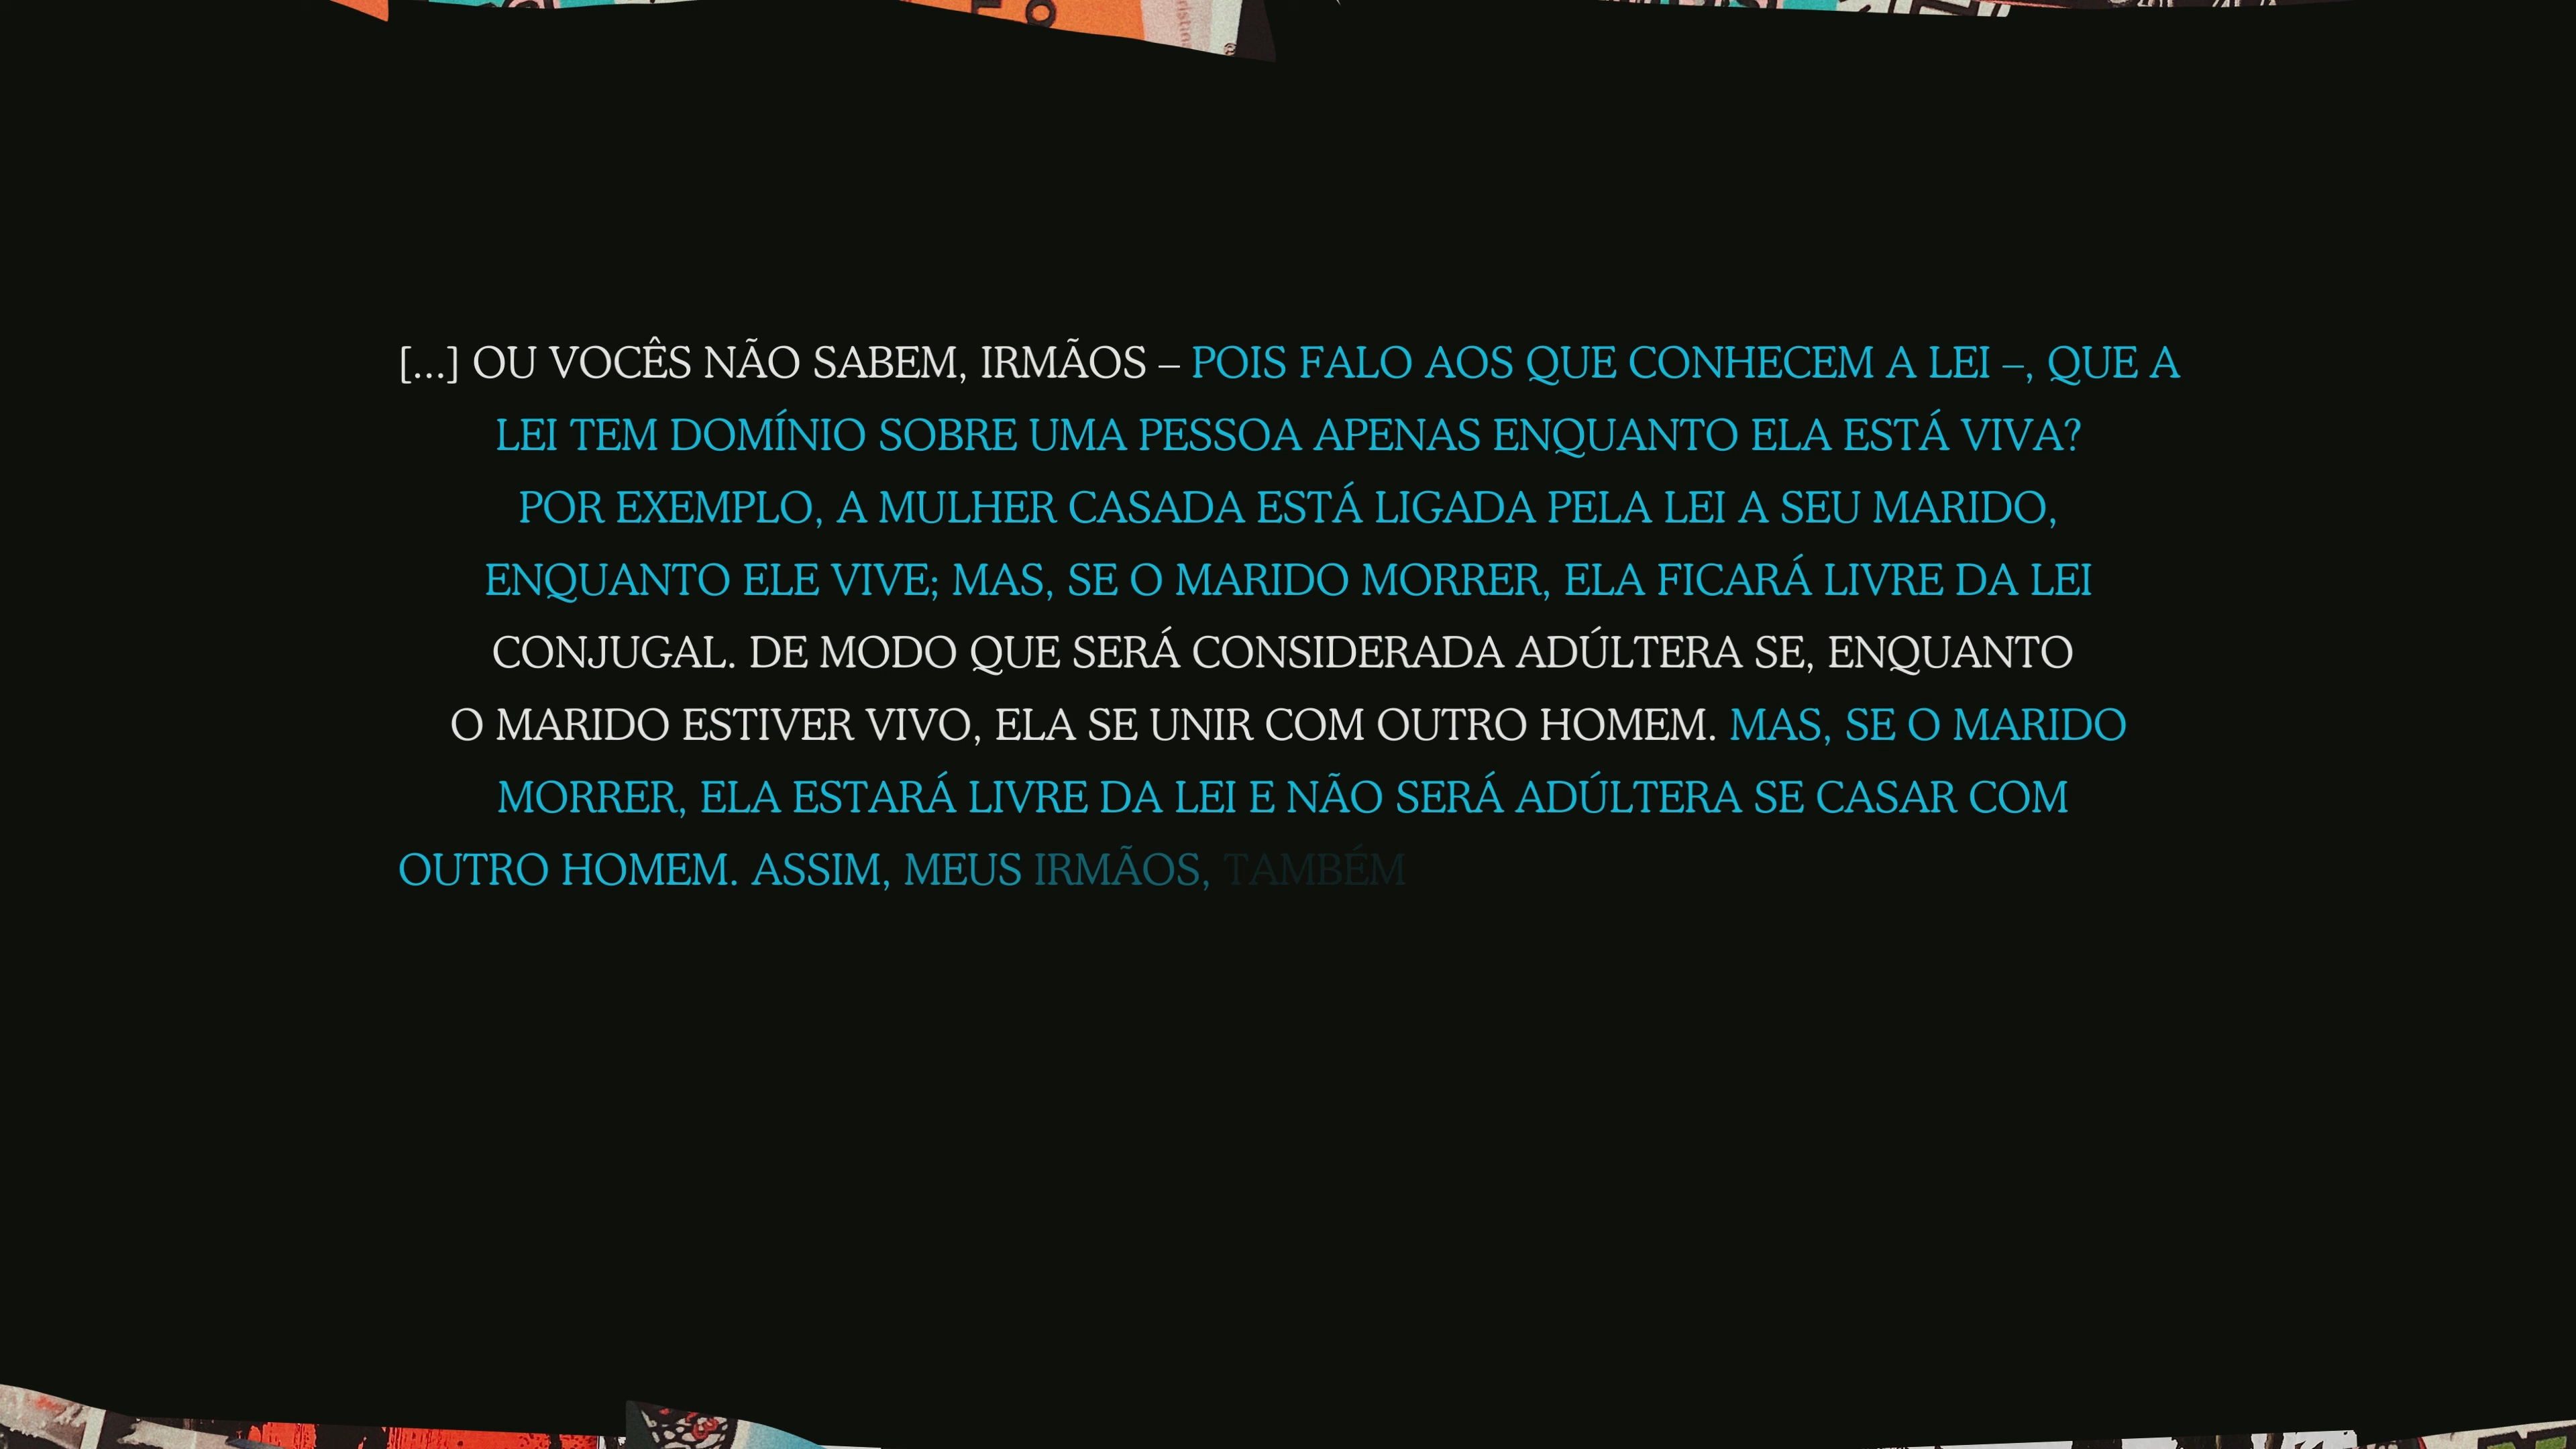 [...] OU VOCÊS NÃO SABEM, IRMÃOS – POIS FALO AOS QUE CONHECEM A LEI –, QUE A
LEI TEM DOMÍNIO SOBRE UMA PESSOA APENAS ENQUANTO ELA ESTÁ VIVA?
POR EXEMPLO, A MULHER CASADA ESTÁ LIGADA PELA LEI A SEU MARIDO,
ENQUANTO ELE VIVE; MAS, SE O MARIDO MORRER, ELA FICARÁ LIVRE DA LEI
CONJUGAL. DE MODO QUE SERÁ CONSIDERADA ADÚLTERA SE, ENQUANTO
O MARIDO ESTIVER VIVO, ELA SE UNIR COM OUTRO HOMEM. MAS, SE O MARIDO
MORRER, ELA ESTARÁ LIVRE DA LEI E NÃO SERÁ ADÚLTERA SE CASAR COM
OUTRO HOMEM. ASSIM, MEUS IRMÃOS, TAMBÉM